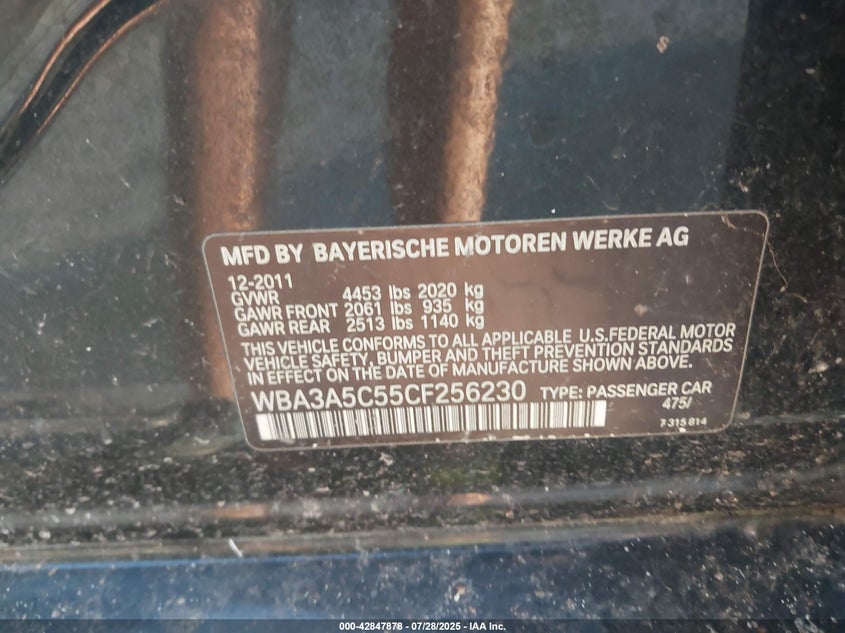 MFD BY BAYERISCHE MOTOREN WERKE AG
12-2011
GVWR 4453 lbs 2020 kg
GAWR FRONT 2061 lbs 935 kg
GAWR REAR 2513 lbs 1140 kg
THIS VEHICLE CONFORMS TO ALL APPLICABLE U.S.FEDERAL MOTOR
VEHICLE SAFETY, BUMPER AND THEFT PREVENTION STANDARDS
IN EFFECT ON THE DATE OF MANUFACTURE SHOWN ABOVE.
WBA3A5C55CF256230 TYPE: PASSENGER CAR
475/
7315814
000-42847878 - 07/28/2025 - IAA Inc.